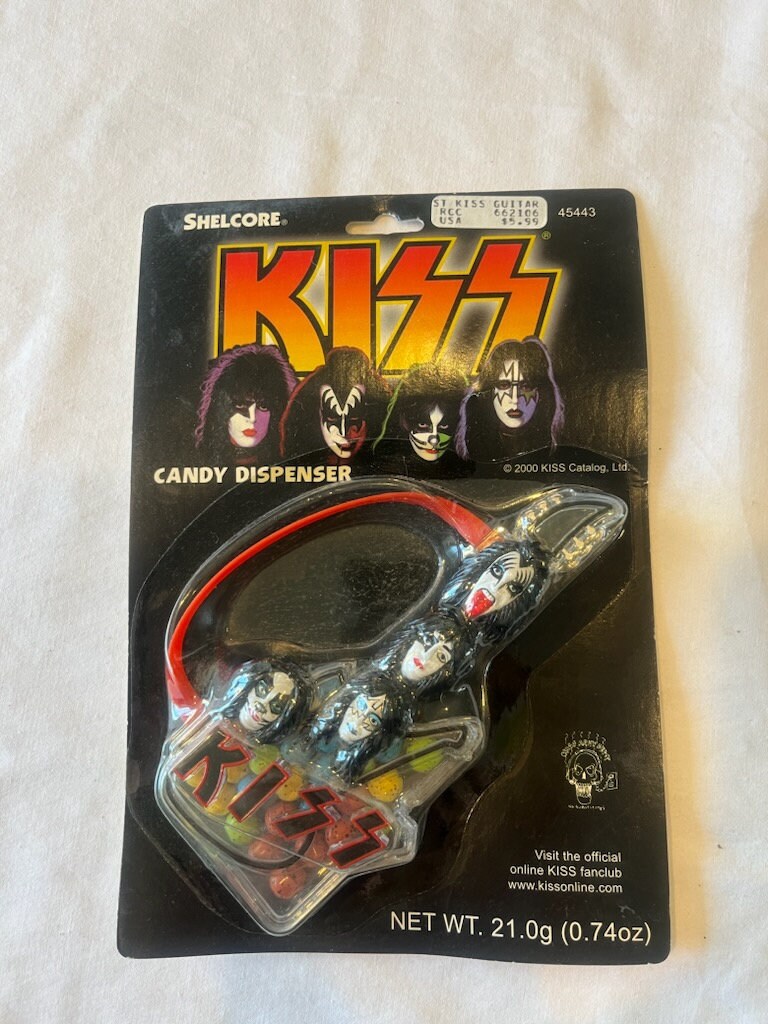 SHELCORE®
ST KISS GUITAR
RCC 662106
USA $5.99
45443
KISS®
CANDY DISPENSER
© 2000 KISS Catalog, Ltd.
KISS
Visit the official
online KISS fanclub
www.kissonline.com
NET WT. 21.0g (0.74oz)